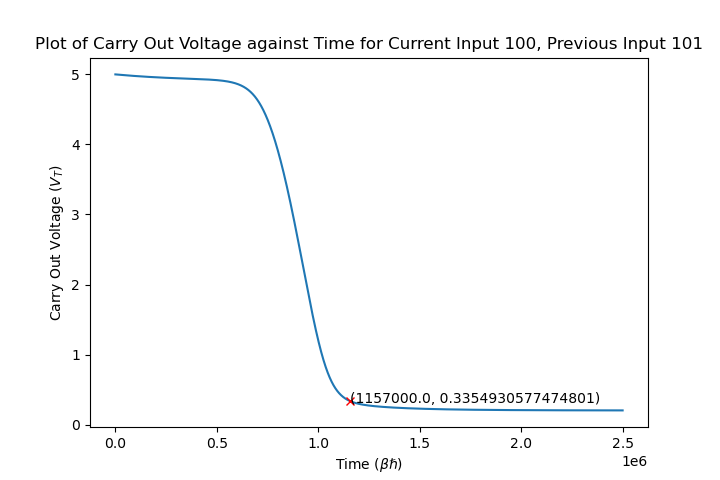 Plot of Carry Out Voltage against Time for Current Input 100, Previous Input 101
5
4
3
2
1
0
Carry Out Voltage (V_T)
(1157000.0, 0.3354930577474801)
0.0 0.5 1.0 1.5 2.0 2.5
1e6
Time (βℏ)